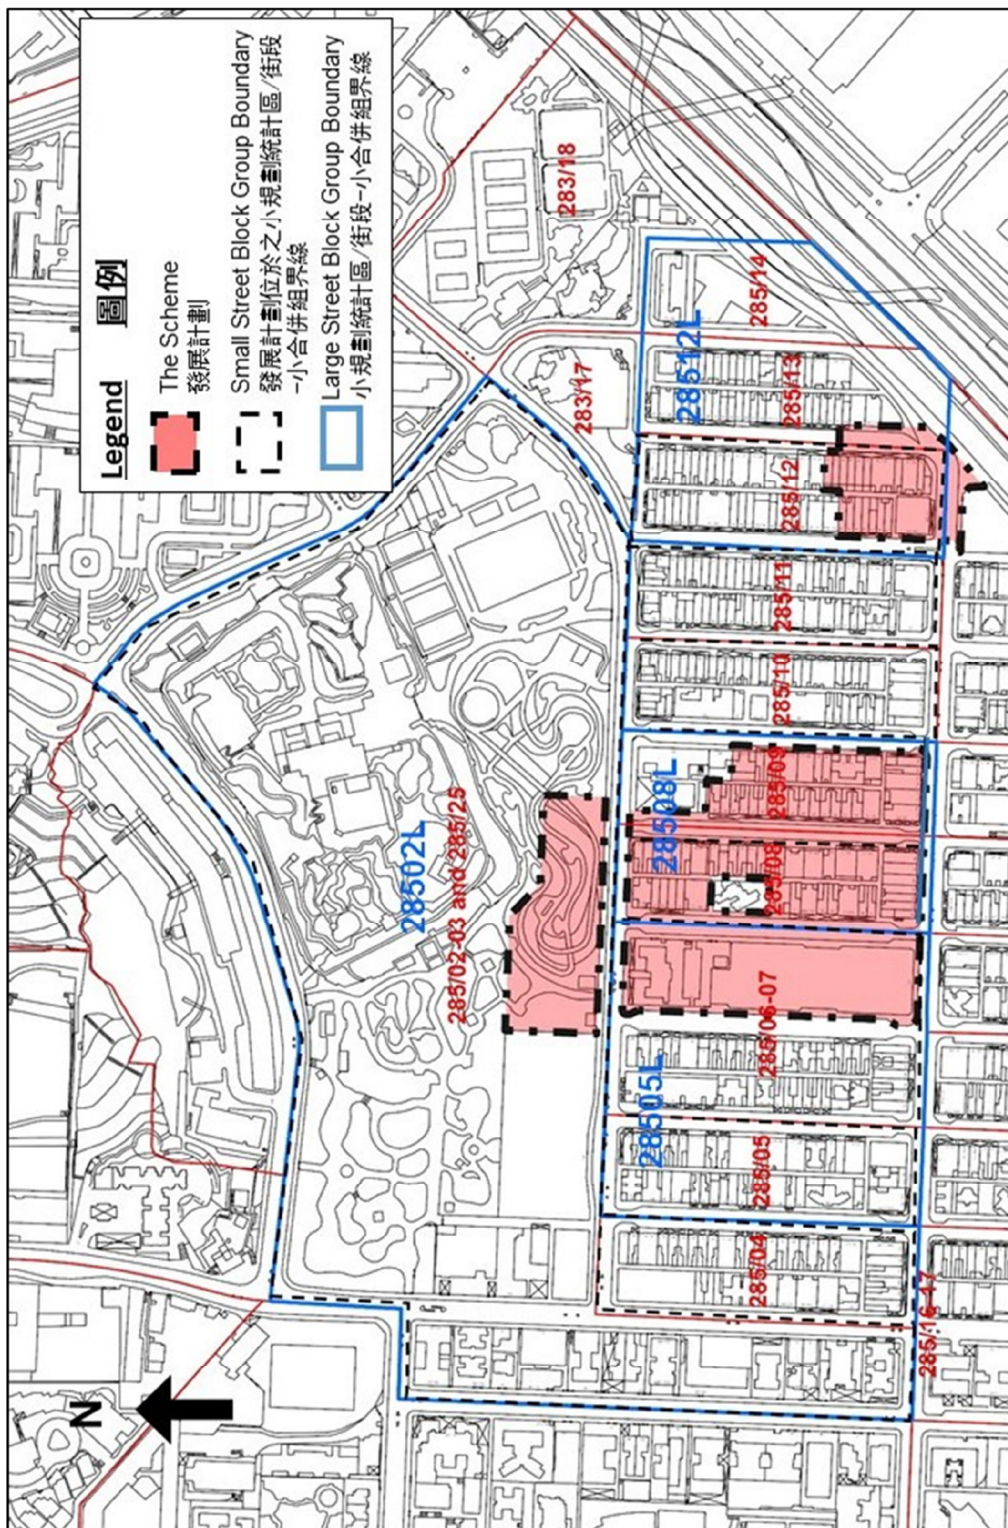 Legend 圖例
The Scheme
發展計劃
Small Street Block Group Boundary
發展計劃位於之小規劃統計區/街段
-小合併組界線
Large Street Block Group Boundary
小規劃統計區/街段-小合併組界線
N
283/18
283/17
285/14
28512L
285/13
285/12
285/11
285/10
28508L
285/09
285/08
28502L
285/02-03 and 285/25
285/06-07
28505L
285/05
285/04
285/16-17